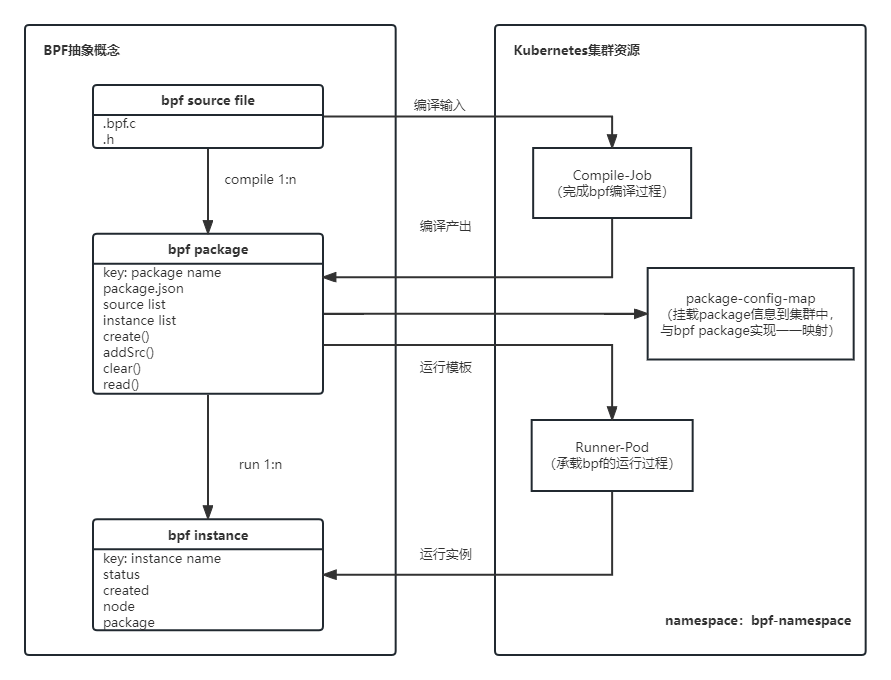 BPF抽象概念
bpf source file
.bpf.c
.h
compile 1:n
bpf package
key: package name
package.json
source list
instance list
create()
addSrc()
clear()
read()
run 1:n
bpf instance
key: instance name
status
created
node
package
编译输入
编译产出
运行模板
运行实例
Kubernetes集群资源
Compile-Job
（完成bpf编译过程）
package-config-map
（挂载package信息到集群中，
与bpf package实现一一映射）
Runner-Pod
（承载bpf的运行过程）
namespace：bpf-namespace